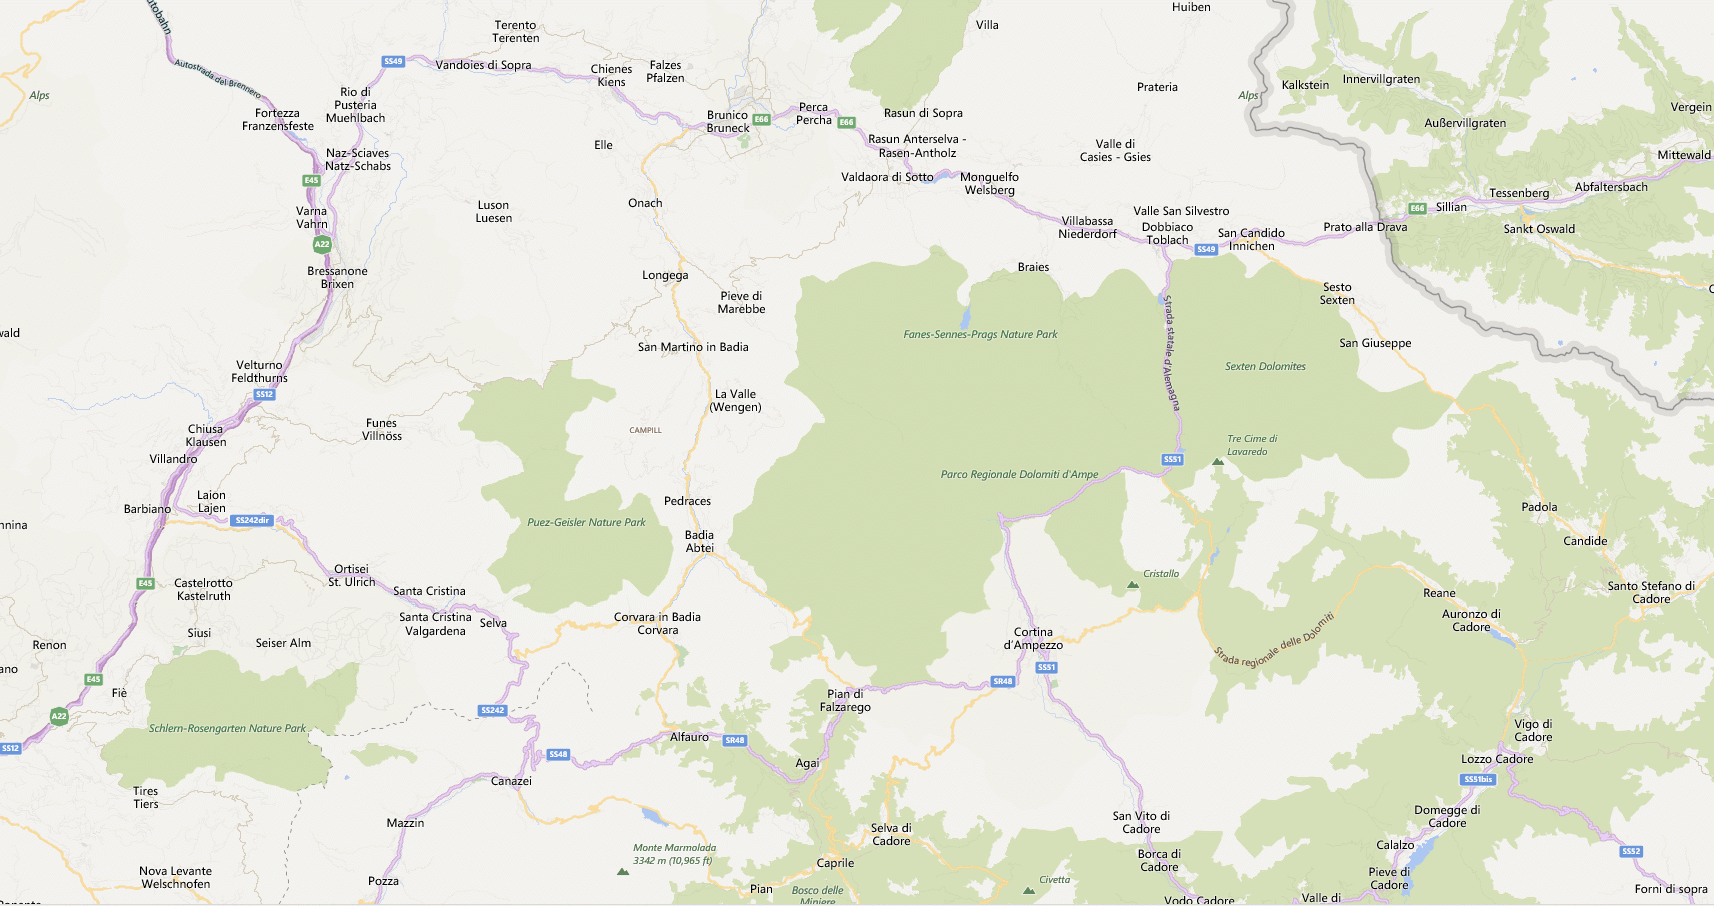 Huiben
Autobahn
Terento
Terenten
Villa
SS49
Vandoies di Sopra
Chienes
Kiens
Falzes
Pfalzen
Autostrada del Brennero
Alps
Rio di
Pusteria
Muehlbach
Prateria
Alps
Kalkstein
Innervillgraten
Vergein
Fortezza
Franzensfeste
Brunico
Bruneck
E66
Perca
Percha
E66
Rasun di Sopra
Außervillgraten
Elle
Rasun Anterselva -
Rasen-Antholz
Valle di
Casies - Gsies
Mittewald
Naz-Sciaves
Natz-Schabs
E45
Valdaora di Sotto
Monguelfo
Welsberg
Tessenberg
Abfaltersbach
Varna
Vahrn
Luson
Luesen
Onach
Villabassa
Niederdorf
Valle San Silvestro
Dobbiaco
Toblach
SS49
San Candido
Innichen
Prato alla Drava
E66
Sillian
Sankt Oswald
A22
Bressanone
Brixen
Longega
Braies
Sesto
Sexten
Pieve di
Marebbe
Strada statale d'Alemagna
wald
Fanes-Sennes-Prags Nature Park
San Martino in Badia
San Giuseppe
Velturno
Feldthurns
SS12
Sexten Dolomites
La Valle
(Wengen)
Chiusa
Klausen
Funes
Villnöss
CAMPILL
Tre Cime di
Lavaredo
Villandro
SS51
Parco Regionale Dolomiti d'Ampe
Laion
Lajen
Barbiano
Pedraces
Padola
nnina
SS242dir
Puez-Geisler Nature Park
Badia
Abtei
Candide
Ortisei
St. Ulrich
E45
Castelrotto
Kastelruth
Santa Cristina
Cristallo
Reane
Santo Stefano di
Cadore
Santa Cristina
Valgardena
Selva
Corvara in Badia
Corvara
Auronzo di
Cadore
Siusi
Seiser Alm
Renon
Cortina
d'Ampezzo
Strada regionale delle Dolomiti
ano
E45
Fiè
SS51
SR48
Pian di
Falzarego
A22
SS242
Schlern-Rosengarten Nature Park
SS12
Alfauro
SR48
SS48
Vigo di
Cadore
Agai
Lozzo Cadore
SS51bis
Canazei
Tires
Tiers
Mazzin
San Vito di
Cadore
Domegge di
Cadore
Selva di
Cadore
Calalzo
Monte Marmolada
3342 m (10,965 ft)
Caprile
Borca di
Cadore
SS52
Nova Levante
Welschnofen
Pozza
Pian
Bosco delle
Miniere
Civetta
Pieve di
Cadore
Forni di sopra
Vodo Cadore
Valle di